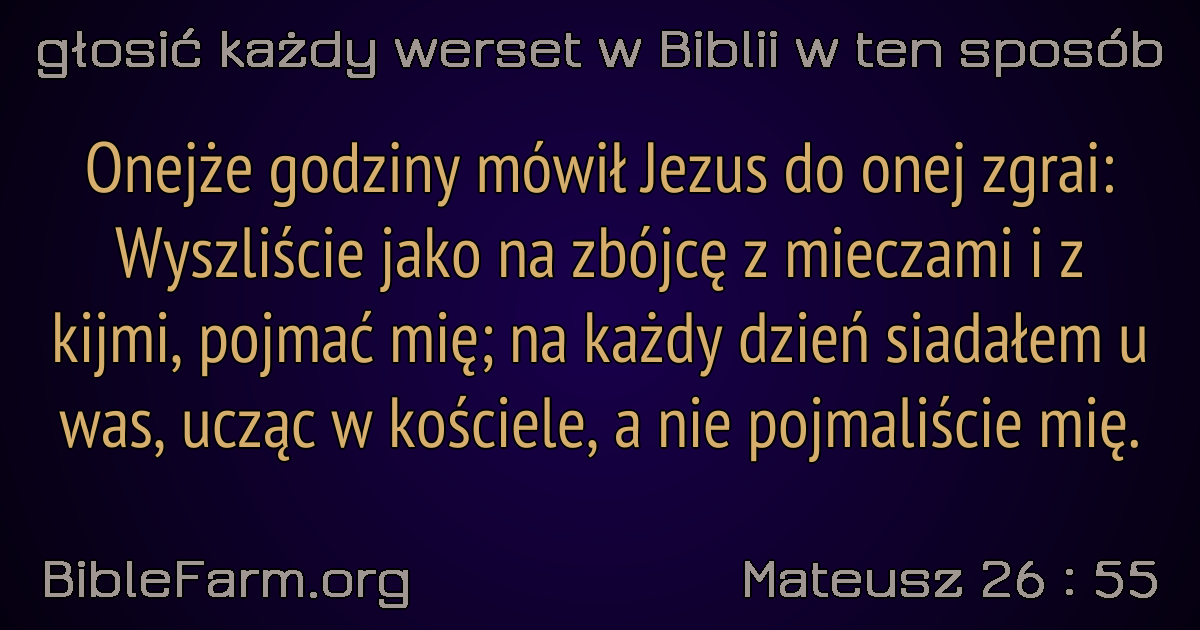 głosić każdy werset w Biblii w ten sposób
Onejże godziny mówił Jezus do onej zgrai:
Wyszliście jako na zbójcę z mieczami i z
kijmi, pojmać mię; na każdy dzień siadałem u
was, ucząc w kościele, a nie pojmaliście mię.
BibleFarm.org
Mateusz 26 : 55